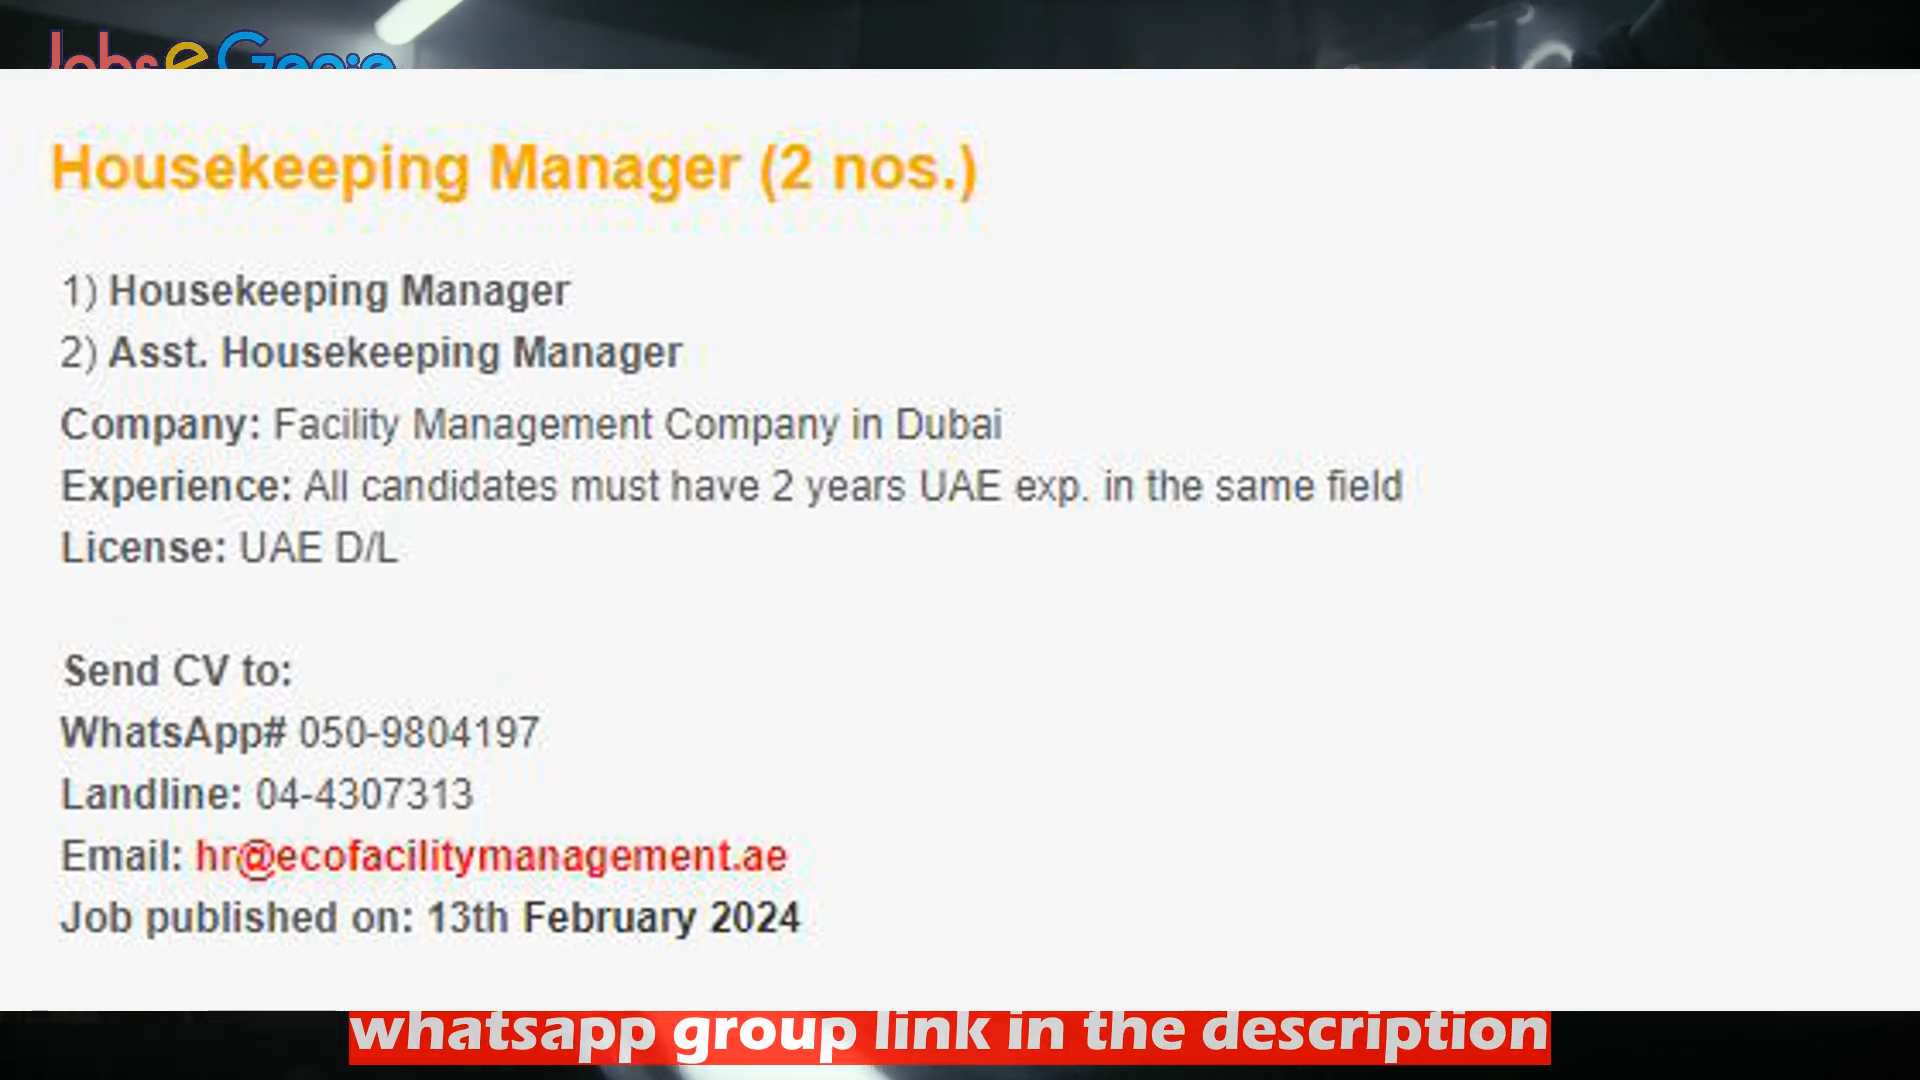 Jobs e Genie
Housekeeping Manager (2 nos.)
1) Housekeeping Manager
2) Asst. Housekeeping Manager
Company: Facility Management Company in Dubai
Experience: All candidates must have 2 years UAE exp. in the same field
License: UAE D/L
Send CV to:
WhatsApp# 050-9804197
Landline: 04-4307313
Email: hr@ecofacilitymanagement.ae
Job published on: 13th February 2024
whatsapp group link in the description